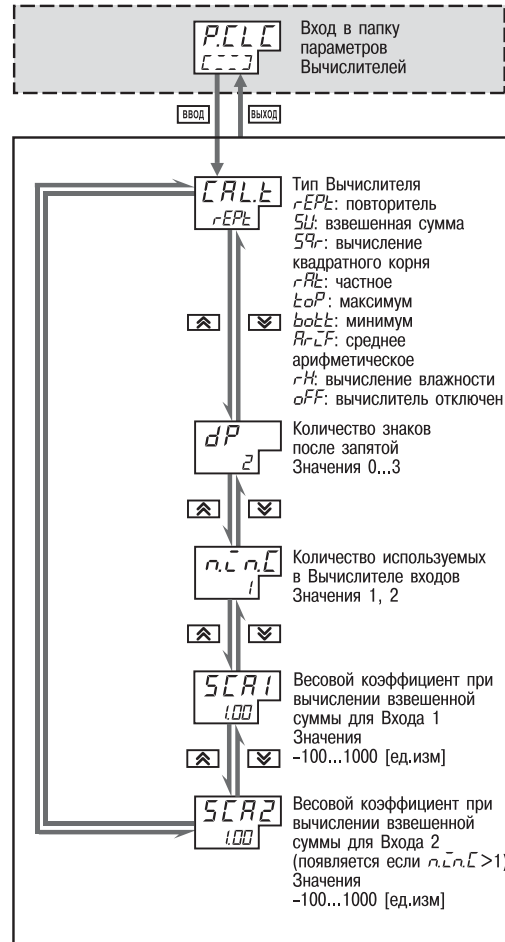 P.CLC
[---]
Вход в папку
параметров
Вычислителей
ВВОД
ВЫХОД
CAL.t
rEPt
Тип Вычислителя
rEPt: повторитель
SU: взвешенная сумма
Sqr: вычисление
квадратного корня
rAt: частное
toP: максимум
bott: минимум
AriF: среднее
арифметическое
rH: вычисление влажности
oFF: вычислитель отключен
dP
2
Количество знаков
после запятой
Значения 0...3
n.in.C
1
Количество используемых
в Вычислителе входов
Значения 1, 2
SCA1
1.00
Весовой коэффициент при
вычислении взвешенной
суммы для Входа 1
Значения
-100...1000 [ед.изм]
SCA2
1.00
Весовой коэффициент при
вычислении взвешенной
суммы для Входа 2
(появляется если n.in.C >1)
Значения
-100...1000 [ед.изм]